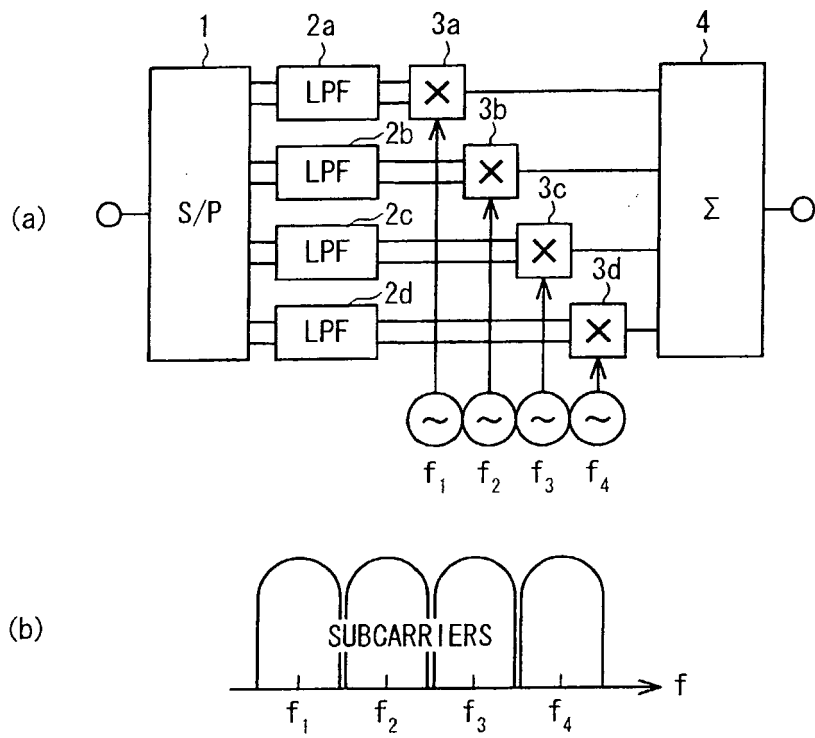 1 2a 3a 4
LPF ×
2b 3b
LPF ×
(a) S/P 2c 3c Σ
LPF ×
2d 3d
LPF ×
~ ~ ~ ~
f₁ f₂ f₃ f₄
(b) SUBCARRIERS
f
f₁ f₂ f₃ f₄